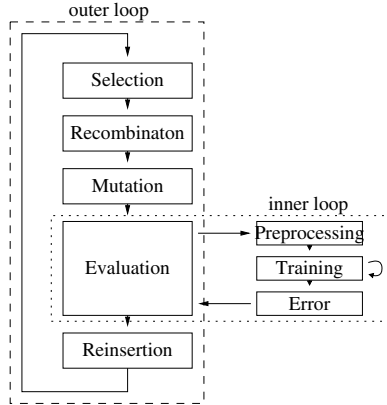 outer loop
Selection
Recombinaton
Mutation
inner loop
Preprocessing
Evaluation
Training
Error
Reinsertion